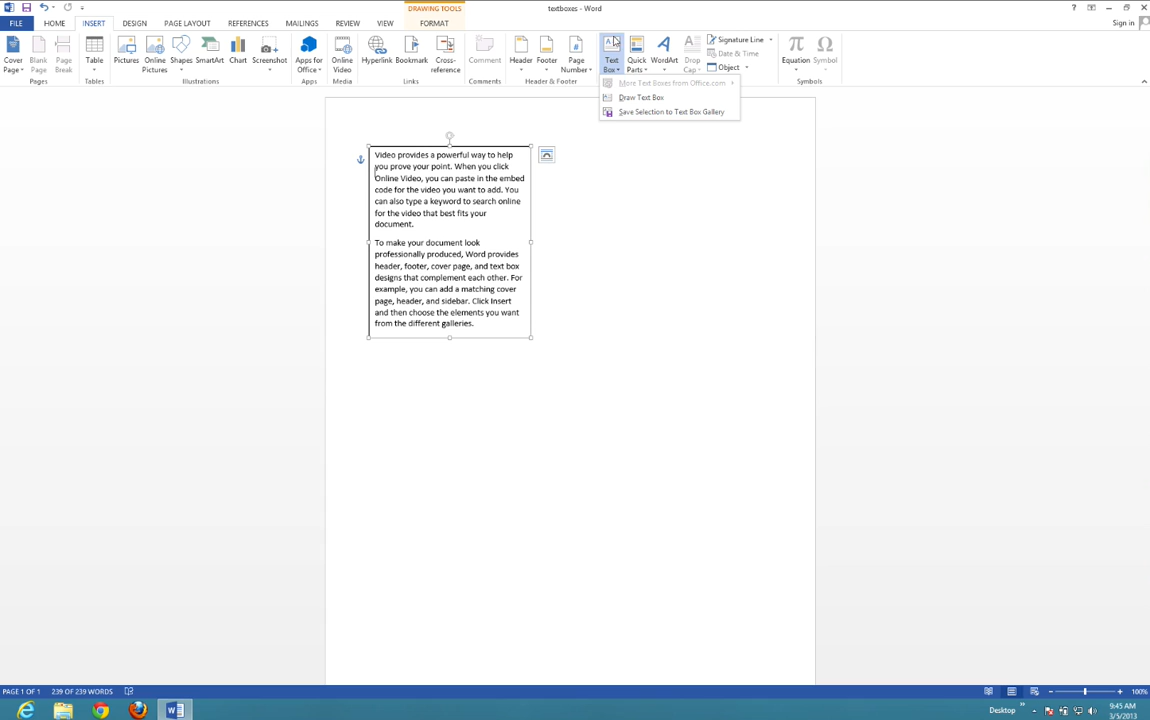 DRAWING TOOLS
textboxes - Word
FILE HOME INSERT DESIGN PAGE LAYOUT REFERENCES MAILINGS REVIEW VIEW FORMAT Sign in
Cover Page Blank Page Page Break Table Pictures Online Pictures Shapes SmartArt Chart Screenshot Apps for Office Online Video Hyperlink Bookmark Cross-reference Comment Header Footer Page Number Text Box Quick Parts WordArt Drop Cap Signature Line Date & Time Object Equation Symbol
Pages Tables Illustrations Apps Media Links Comments Header & Footer Symbols
More Text Boxes from Office.com
Draw Text Box
Save Selection to Text Box Gallery
Video provides a powerful way to help
you prove your point. When you click
Online Video, you can paste in the embed
code for the video you want to add. You
can also type a keyword to search online
for the video that best fits your
document.
To make your document look
professionally produced, Word provides
header, footer, cover page, and text box
designs that complement each other. For
example, you can add a matching cover
page, header, and sidebar. Click Insert
and then choose the elements you want
from the different galleries.
PAGE 1 OF 1 239 OF 239 WORDS 100%
Desktop
9:45 AM
3/5/2013